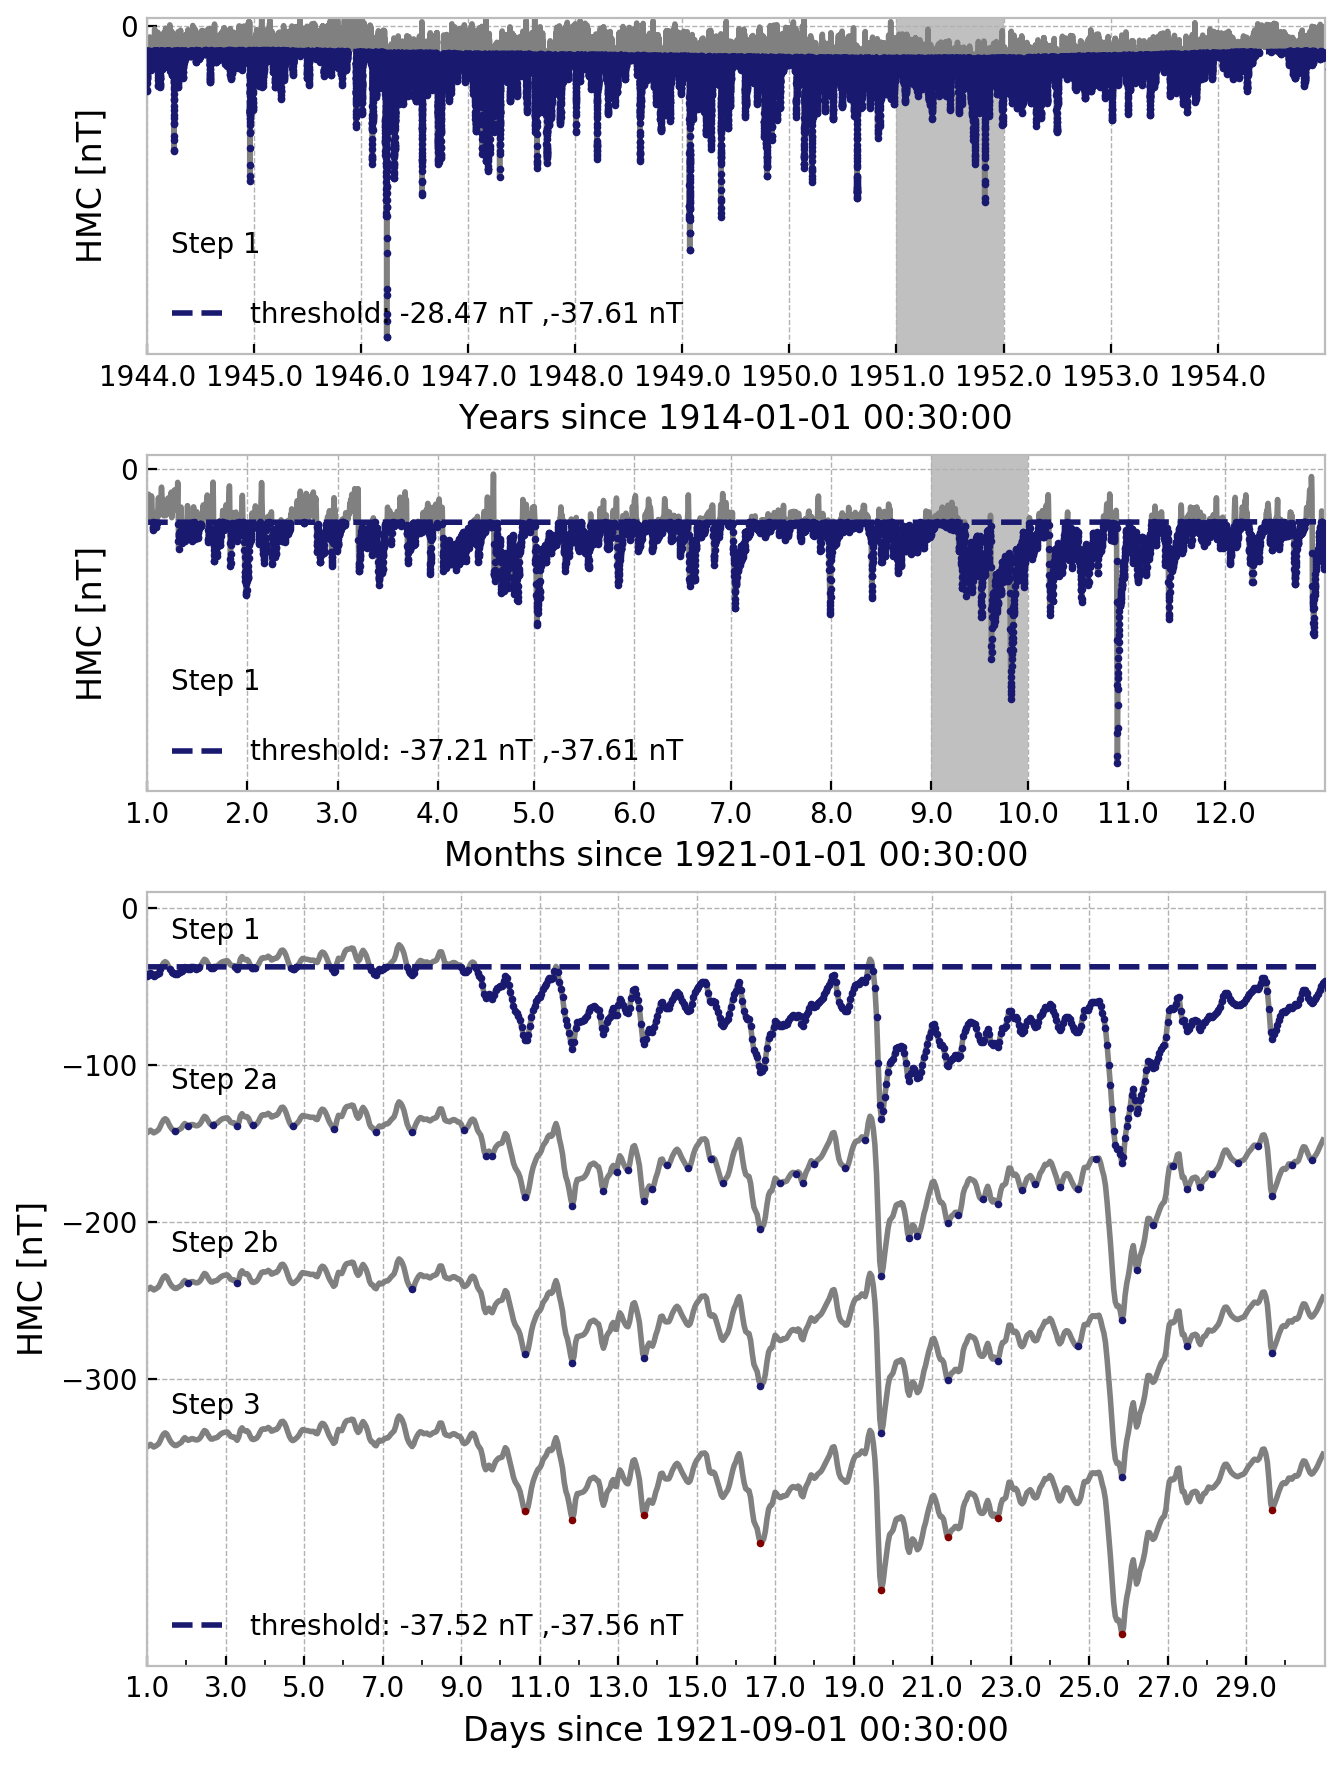 0
HMC [nT]
Step 1
threshold: -28.47 nT ,-37.61 nT
1944.0 1945.0 1946.0 1947.0 1948.0 1949.0 1950.0 1951.0 1952.0 1953.0 1954.0
Years since 1914-01-01 00:30:00
0
HMC [nT]
Step 1
threshold: -37.21 nT ,-37.61 nT
1.0 2.0 3.0 4.0 5.0 6.0 7.0 8.0 9.0 10.0 11.0 12.0
Months since 1921-01-01 00:30:00
0
Step 1
−100
Step 2a
−200
Step 2b
HMC [nT]
−300
Step 3
threshold: -37.52 nT ,-37.56 nT
1.0 3.0 5.0 7.0 9.0 11.0 13.0 15.0 17.0 19.0 21.0 23.0 25.0 27.0 29.0
Days since 1921-09-01 00:30:00